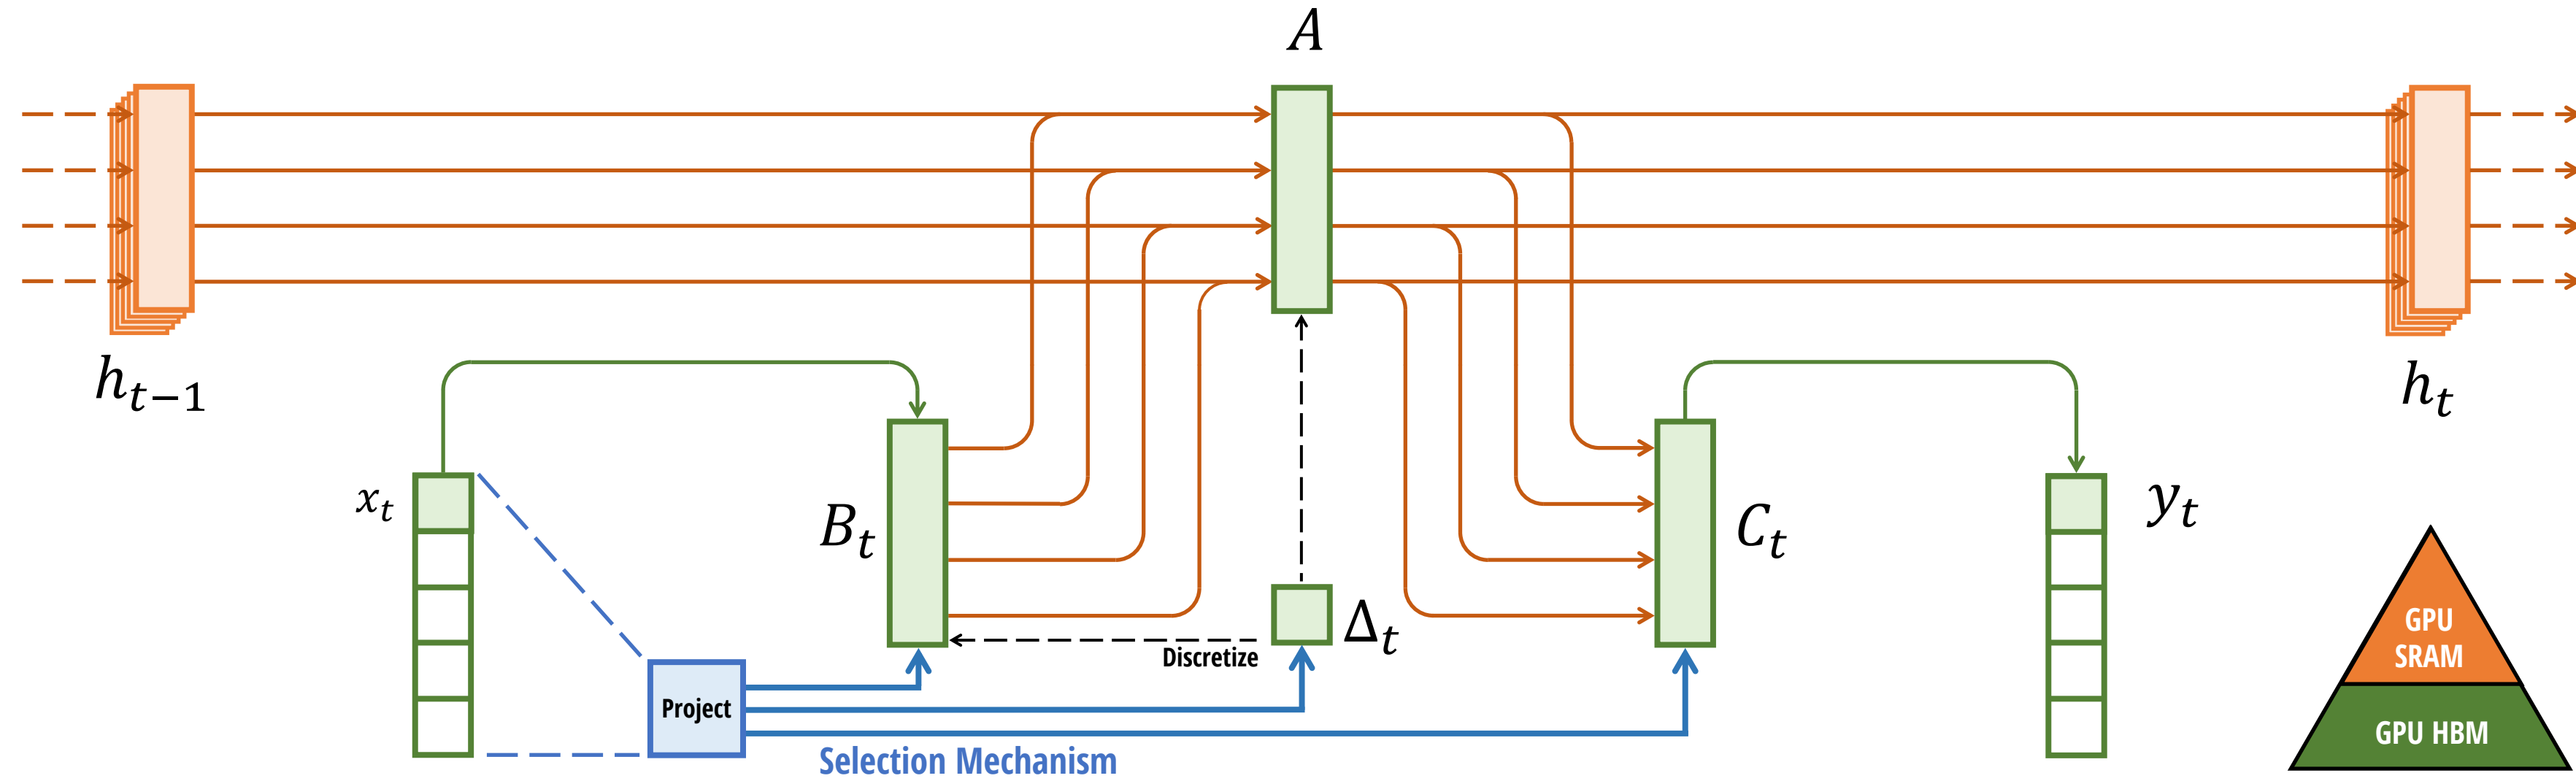 A
h_{t-1}
h_t
x_t
B_t
C_t
y_t
Δ_t
Discretize
Project
Selection Mechanism
GPU
SRAM
GPU HBM